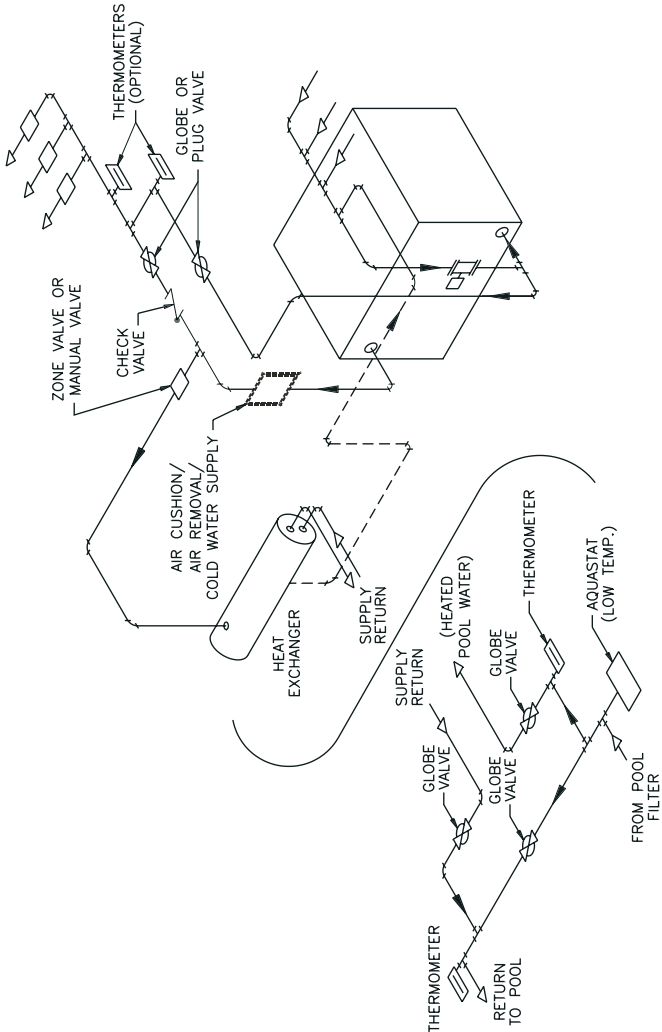 THERMOMETERS
(OPTIONAL)
GLOBE OR
PLUG VALVE
ZONE VALVE OR
MANUAL VALVE
CHECK
VALVE
AIR CUSHION/
AIR REMOVAL/
COLD WATER SUPPLY
HEAT
EXCHANGER
SUPPLY
RETURN
SUPPLY
RETURN
(HEATED
POOL WATER)
GLOBE
VALVE
GLOBE
VALVE
GLOBE
VALVE
THERMOMETER
AQUASTAT
(LOW TEMP.)
THERMOMETER
RETURN
TO POOL
FROM POOL
FILTER